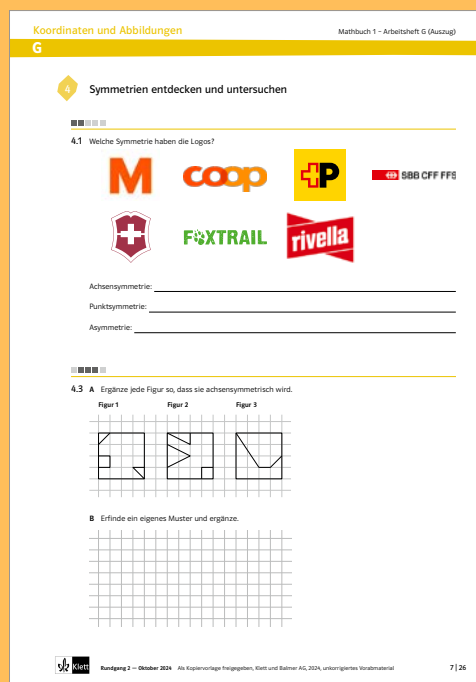 Koordinaten und Abbildungen
Mathbuch 1 – Arbeitsheft G (Auszug)
G
4 Symmetrien entdecken und untersuchen
4.1 Welche Symmetrie haben die Logos?
M coop P SBB CFF FFS
FOXTRAIL rivella
Achsensymmetrie:
Punktsymmetrie:
Asymmetrie:
4.3 A Ergänze jede Figur so, dass sie achsensymmetrisch wird.
Figur 1 Figur 2 Figur 3
B Erfinde ein eigenes Muster und ergänze.
Klett Rundgang 2 — Oktober 2024 Als Kopiervorlage freigegeben, Klett und Balmer AG, 2024, unkorrigiertes Vorabmaterial 7 | 26